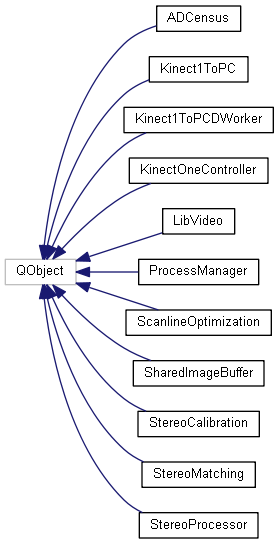 ADCensus
Kinect1ToPC
Kinect1ToPCDWorker
KinectOneController
LibVideo
QObject
ProcessManager
ScanlineOptimization
SharedImageBuffer
StereoCalibration
StereoMatching
StereoProcessor